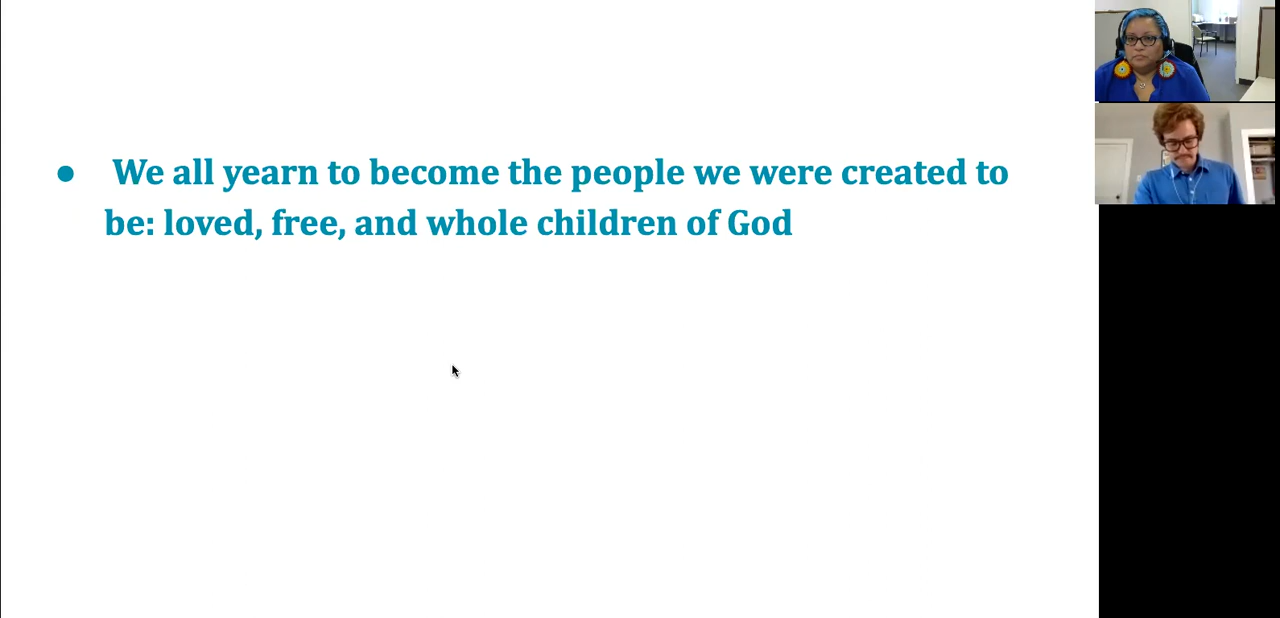 ● We all yearn to become the people we were created to
be: loved, free, and whole children of God